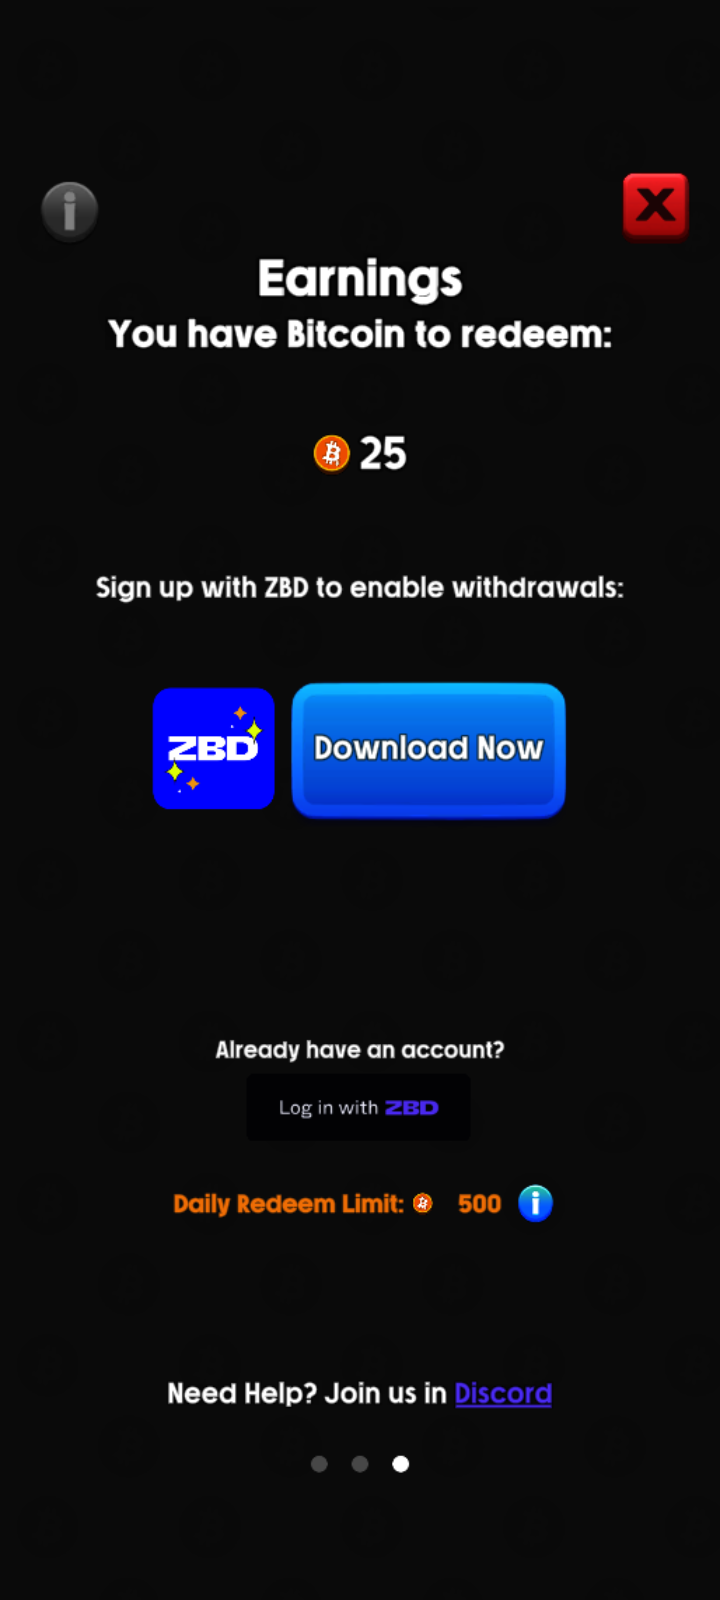 Earnings
You have Bitcoin to redeem:
25
Sign up with ZBD to enable withdrawals:
ZBD
Download Now
Already have an account?
Log in with ZBD
Daily Redeem Limit: 500
Need Help? Join us in Discord